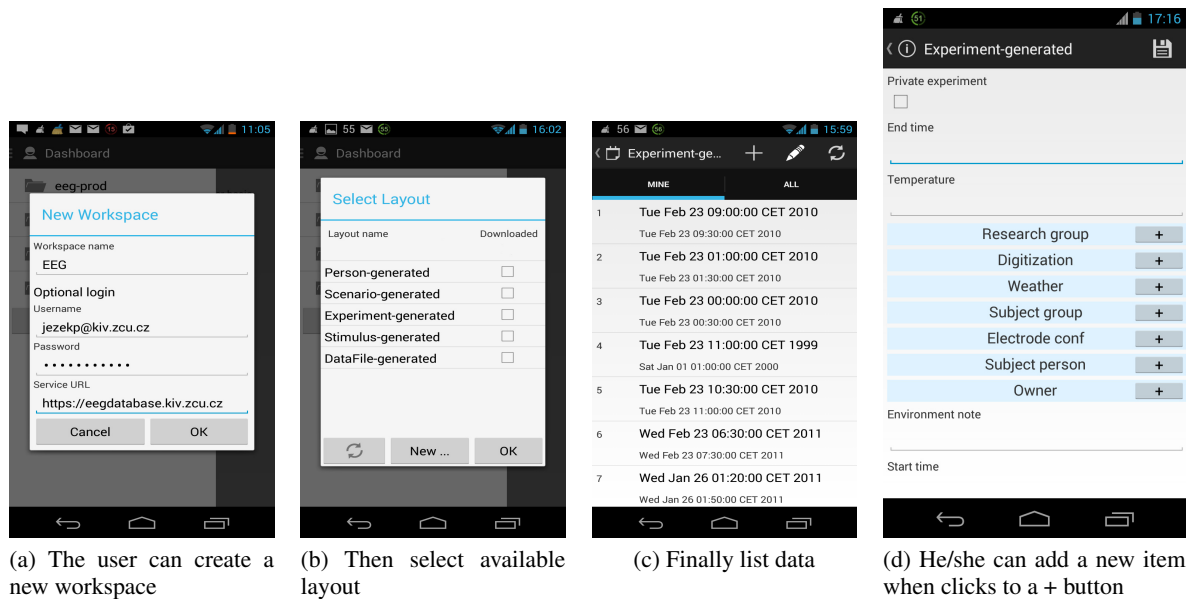 11:05
Dashboard
eeg-prod
New Workspace
Workspace name
EEG
Optional login
Username
jezekp@kiv.zcu.cz
Password
• • • • • • • • • • •
Service URL
https://eegdatabase.kiv.zcu.cz
Cancel OK
(a) The user can create a
new workspace
55 55 16:02
Dashboard
Select Layout
Layout name Downloaded
Person-generated
Scenario-generated
Experiment-generated
Stimulus-generated
DataFile-generated
New ... OK
(b) Then select available
layout
56 56 15:59
Experiment-ge...
MINE ALL
1 Tue Feb 23 09:00:00 CET 2010
Tue Feb 23 09:30:00 CET 2010
2 Tue Feb 23 01:00:00 CET 2010
Tue Feb 23 01:30:00 CET 2010
3 Tue Feb 23 00:00:00 CET 2010
Tue Feb 23 00:30:00 CET 2010
4 Tue Feb 23 11:00:00 CET 1999
Sat Jan 01 01:00:00 CET 2000
5 Tue Feb 23 10:30:00 CET 2010
Tue Feb 23 11:00:00 CET 2010
6 Wed Feb 23 06:30:00 CET 2011
Wed Feb 23 07:30:00 CET 2011
7 Wed Jan 26 01:20:00 CET 2011
Wed Jan 26 01:50:00 CET 2011
(c) Finally list data
51 17:16
Experiment-generated
Private experiment
End time
Temperature
Research group +
Digitization +
Weather +
Subject group +
Electrode conf +
Subject person +
Owner +
Environment note
Start time
(d) He/she can add a new item
when clicks to a + button